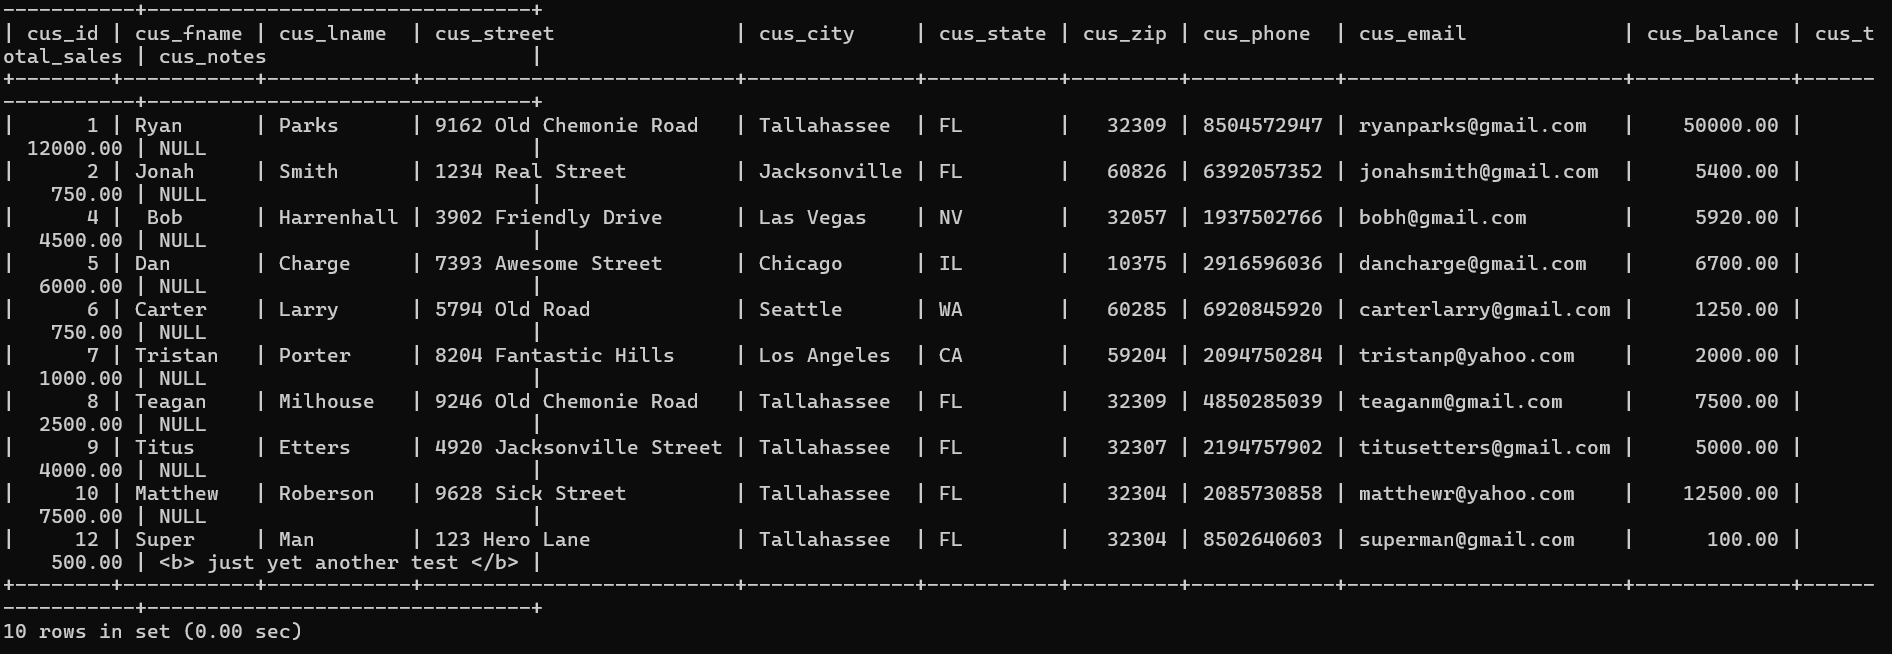 -----------+--------------------------------+
| cus_id | cus_fname | cus_lname  | cus_street               | cus_city     | cus_state | cus_zip | cus_phone  | cus_email             | cus_balance | cus_t
otal_sales | cus_notes                      |
+--------+-----------+------------+--------------------------+--------------+-----------+---------+------------+-----------------------+-------------+------
-----------+--------------------------------+
|      1 | Ryan      | Parks      | 9162 Old Chemonie Road   | Tallahassee  | FL        |   32309 | 8504572947 | ryanparks@gmail.com   |    50000.00 |
  12000.00 | NULL                           |
|      2 | Jonah     | Smith      | 1234 Real Street         | Jacksonville | FL        |   60826 | 6392057352 | jonahsmith@gmail.com  |     5400.00 |
    750.00 | NULL                           |
|      4 |  Bob      | Harrenhall | 3902 Friendly Drive      | Las Vegas    | NV        |   32057 | 1937502766 | bobh@gmail.com        |     5920.00 |
   4500.00 | NULL                           |
|      5 | Dan       | Charge     | 7393 Awesome Street      | Chicago      | IL        |   10375 | 2916596036 | dancharge@gmail.com   |     6700.00 |
   6000.00 | NULL                           |
|      6 | Carter    | Larry      | 5794 Old Road            | Seattle      | WA        |   60285 | 6920845920 | carterlarry@gmail.com |     1250.00 |
    750.00 | NULL                           |
|      7 | Tristan   | Porter     | 8204 Fantastic Hills     | Los Angeles  | CA        |   59204 | 2094750284 | tristanp@yahoo.com    |     2000.00 |
   1000.00 | NULL                           |
|      8 | Teagan    | Milhouse   | 9246 Old Chemonie Road   | Tallahassee  | FL        |   32309 | 4850285039 | teaganm@gmail.com     |     7500.00 |
   2500.00 | NULL                           |
|      9 | Titus     | Etters     | 4920 Jacksonville Street | Tallahassee  | FL        |   32307 | 2194757902 | titusetters@gmail.com |     5000.00 |
   4000.00 | NULL                           |
|     10 | Matthew   | Roberson   | 9628 Sick Street         | Tallahassee  | FL        |   32304 | 2085730858 | matthewr@yahoo.com    |    12500.00 |
   7500.00 | NULL                           |
|     12 | Super     | Man        | 123 Hero Lane            | Tallahassee  | FL        |   32304 | 8502640603 | superman@gmail.com    |      100.00 |
    500.00 | <b> just yet another test </b> |
+--------+-----------+------------+--------------------------+--------------+-----------+---------+------------+-----------------------+-------------+------
-----------+--------------------------------+
10 rows in set (0.00 sec)